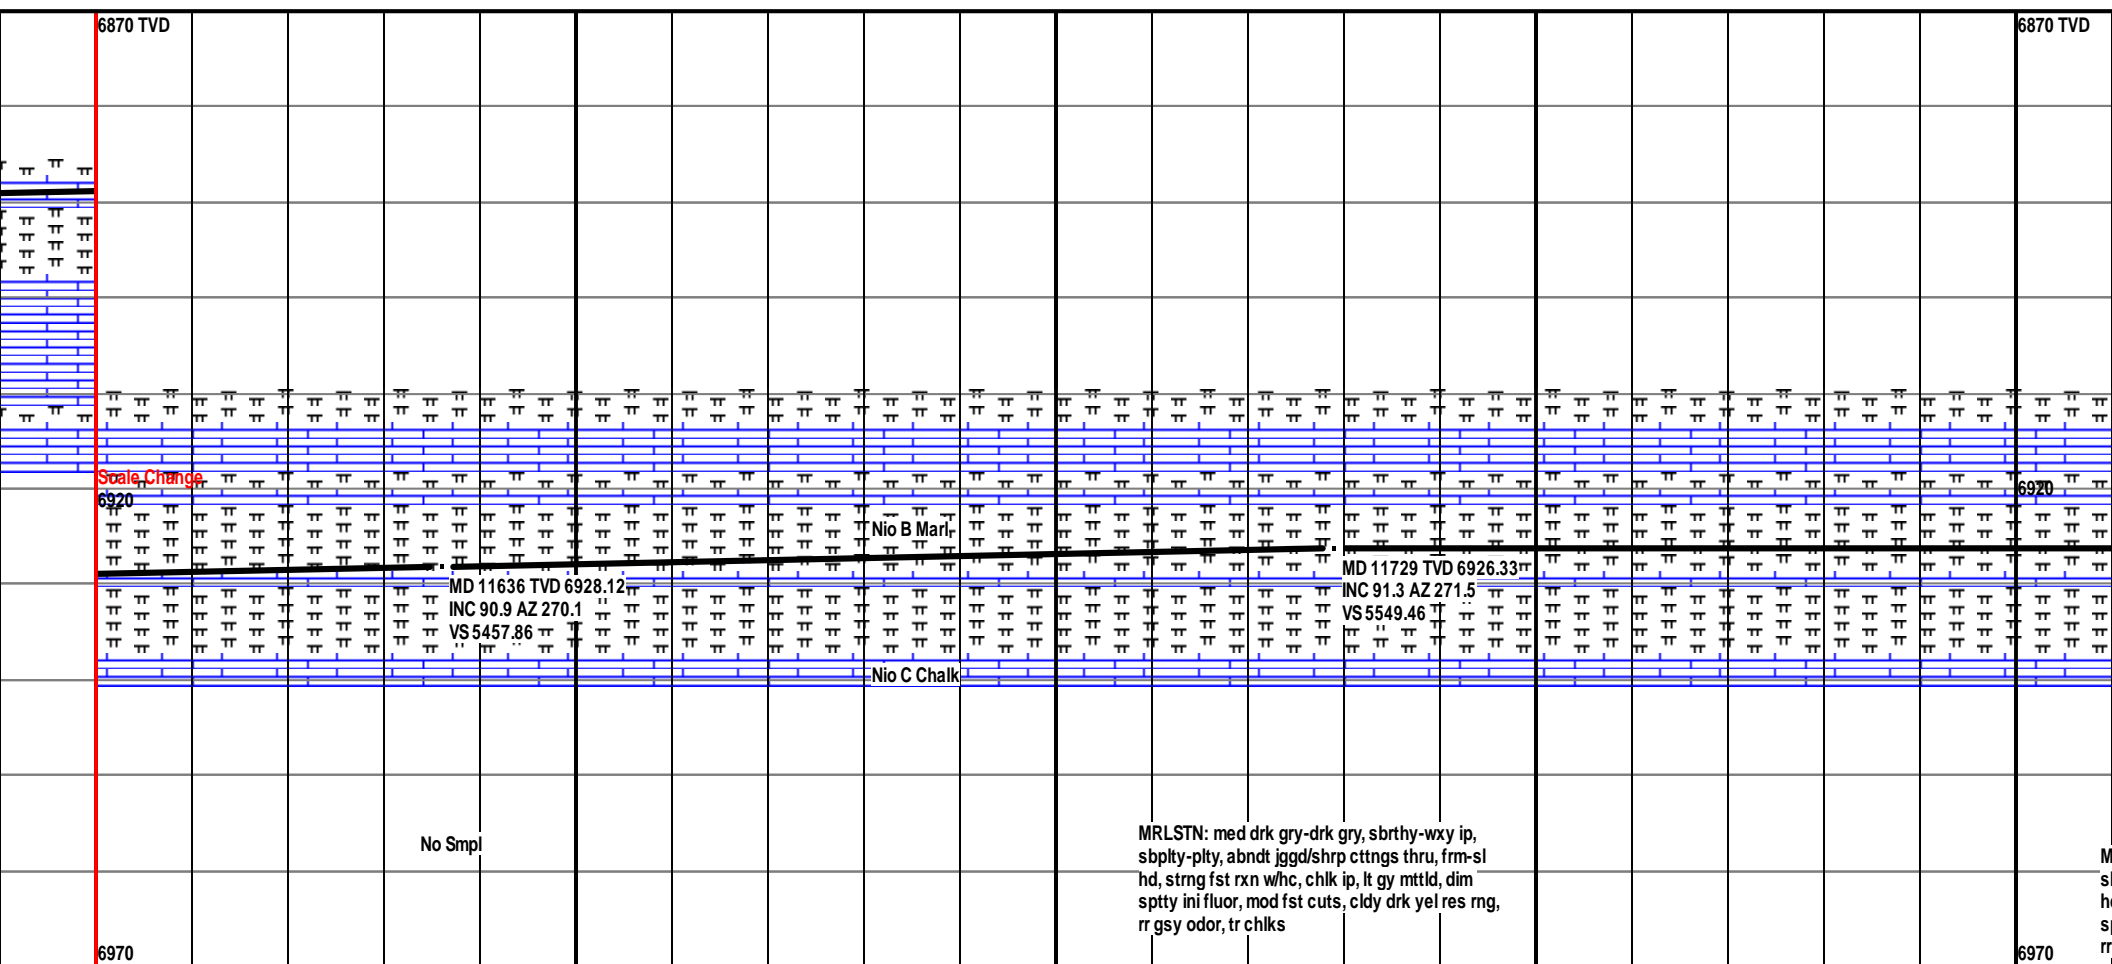 6870 TVD
6870 TVD
Scale Change
6920
6920
Nio B Marl
MD 11636 TVD 6928.12
INC 90.9 AZ 270.1
VS 5457.86
MD 11729 TVD 6926.33
INC 91.3 AZ 271.5
VS 5549.46
Nio C Chalk
No Smpl
MRLSTN: med drk gry-drk gry, sbrthy-wxy ip,
sbplty-plty, abndt jggd/shrp cttngs thru, frm-sl
hd, strng fst rxn w/hc, chlk ip, lt gy mttld, dim
sptty ini fluor, mod fst cuts, cldy drk yel res rng,
rr gsy odor, tr chlks
6970
6970